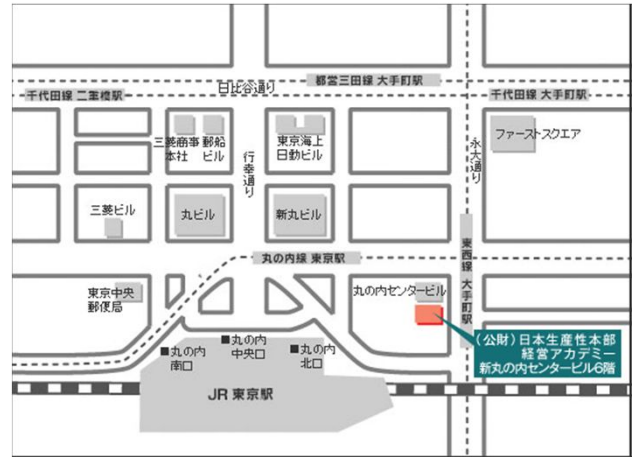 都営三田線 大手町駅
日比谷通り
千代田線 二重橋駅
千代田線 大手町駅
三菱商事
本社
郵船
ビル
東京海上
日動ビル
行幸通り
永大通り
ファーストスクエア
三菱ビル
丸ビル
新丸ビル
東西線 大手町駅
丸の内線 東京駅
東京中央
郵便局
丸の内センタービル
■丸の内
南口
■丸の内
中央口
■丸の内
北口
（公財）日本生産性本部
経営アカデミー
新丸の内センタービル6階
JR 東京駅